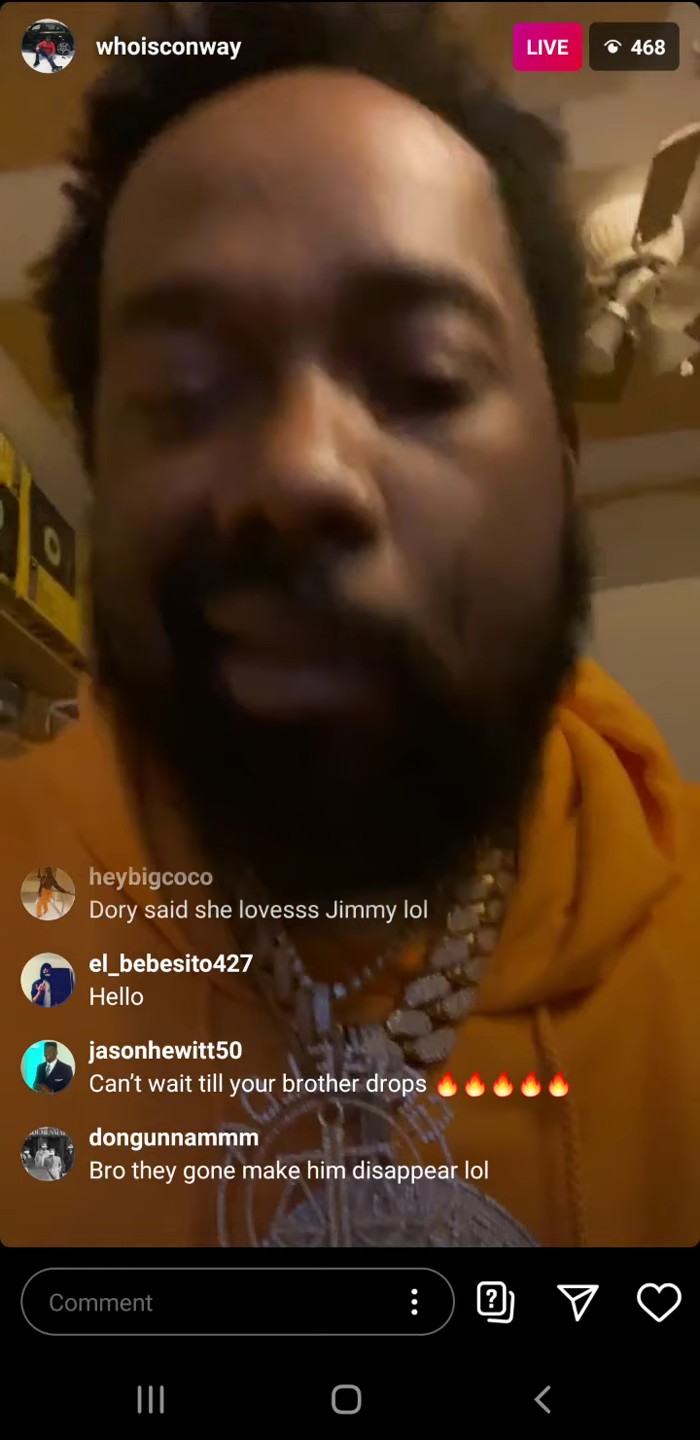 whoisconway
LIVE
468
heybigcoco
Dory said she lovesss Jimmy lol
el_bebesito427
Hello
jasonhewitt50
Can't wait till your brother drops 🔥🔥🔥🔥🔥
dongunnammm
Bro they gone make him disappear lol
Comment